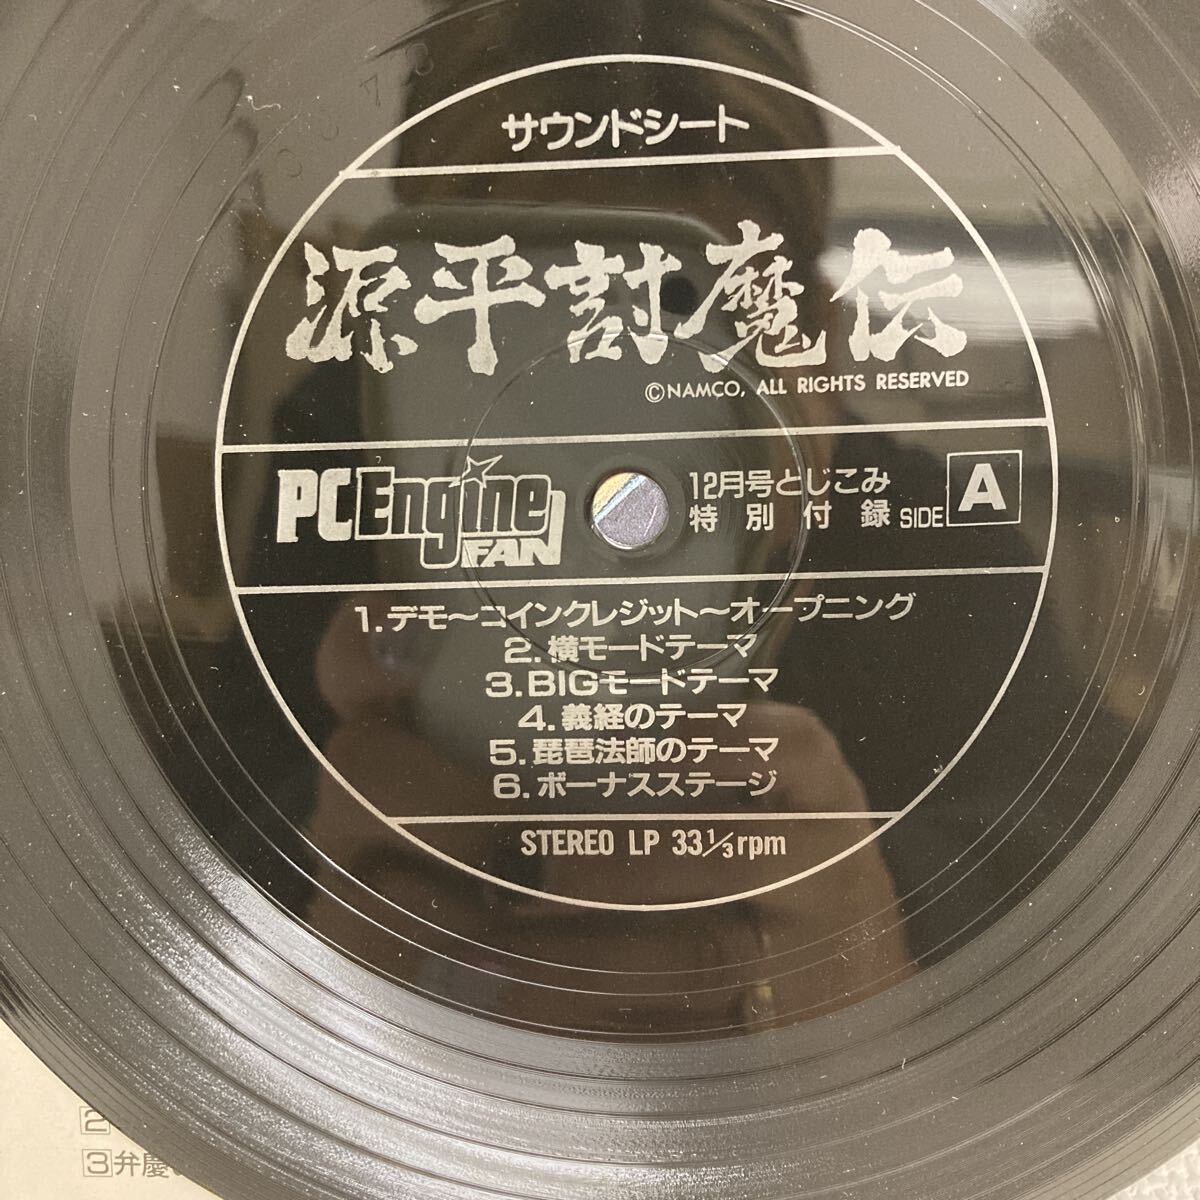 サウンドシート
源平討魔伝
©NAMCO, ALL RIGHTS RESERVED
PC Engine
FAN
12月号とじこみ
特別付録 SIDE A
1.デモ～コインクレジット～オープニング
2.横モードテーマ
3.BIGモードテーマ
4.義経のテーマ
5.琵琶法師のテーマ
6.ボーナスステージ
STEREO LP 33⅓rpm
2
3弁慶